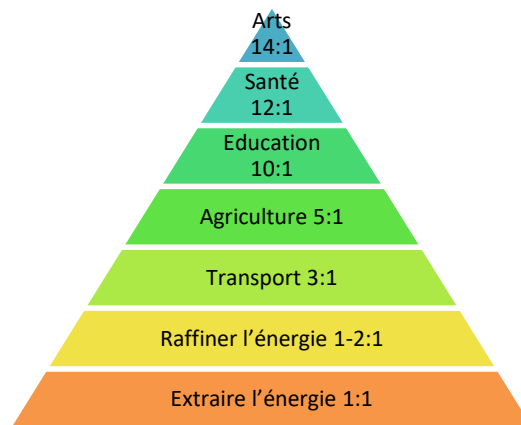 Arts
14:1
Santé
12:1
Education
10:1
Agriculture 5:1
Transport 3:1
Raffiner l’énergie 1-2:1
Extraire l’énergie 1:1